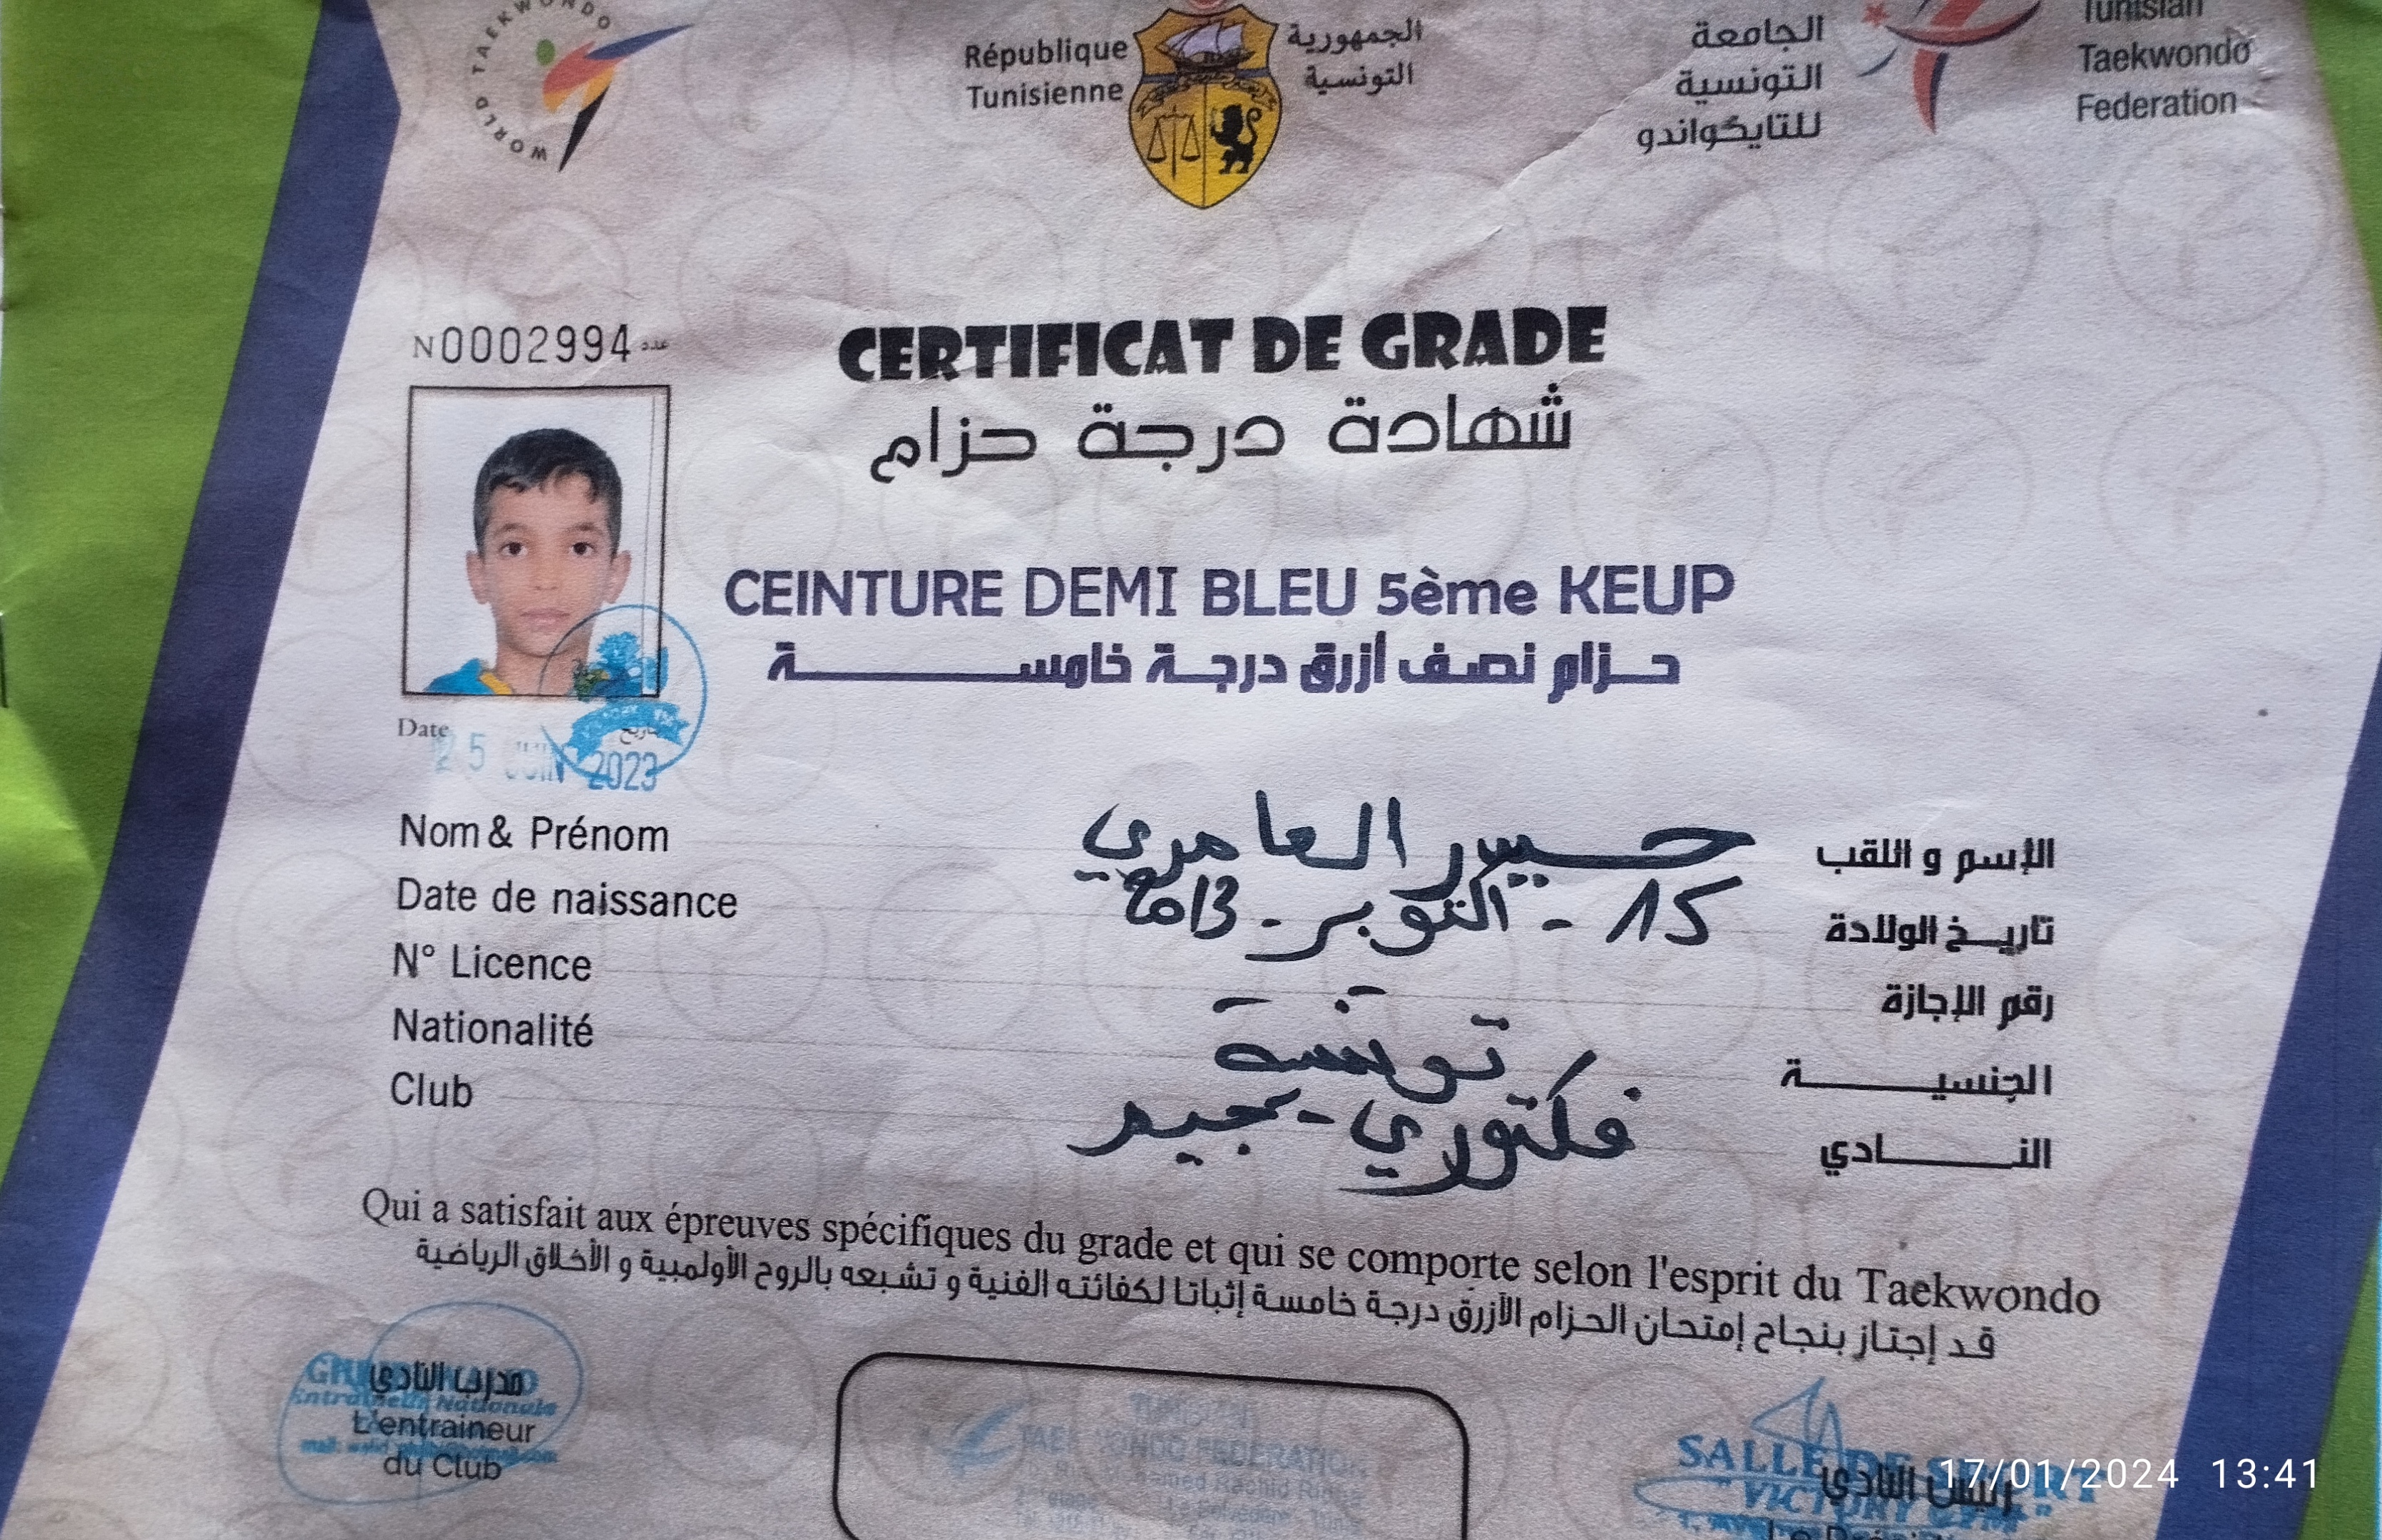 WORLD TAEKWONDO
République
Tunisienne
الجمهورية
التونسية
الجامعة
التونسية
للتايكواندو
Tunisian
Taekwondo
Federation
N0002994 عدد
CERTIFICAT DE GRADE
شهادة درجة حزام
CEINTURE DEMI BLEU 5ème KEUP
حزام نصف أزرق درجة خامسة
Date تاريخ
25 JUIN 2023
Nom & Prénom العامري الإسم و اللقب
Date de naissance 15 - اكتوبر - 2013 تاريخ الولادة
N° Licence رقم الإجازة
Nationalité تونسية الجنسية
Club فكتوري - جيم النادي
Qui a satisfait aux épreuves spécifiques du grade et qui se comporte selon l'esprit du Taekwondo
قد إجتاز بنجاح إمتحان الحزام الأزرق درجة خامسة إثباتا لكفائته الفنية و تشبعه بالروح الأولمبية و الأخلاق الرياضية
مدرب النادي
Entraineur Nationale
L'entraineur
du Club
TAEKWONDO FEDERATION
SALLE DE SPORT
رئيس النادي
"VICTORY GYM"
17/01/2024 13:41